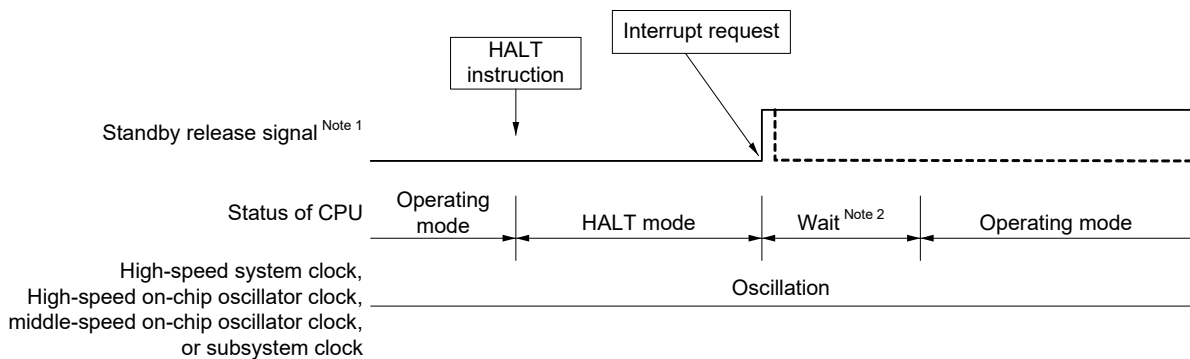 Interrupt request
HALT
instruction
Standby release signal Note 1
Status of CPU
Operating
mode
HALT mode
Wait Note 2
Operating mode
High-speed system clock,
High-speed on-chip oscillator clock,
middle-speed on-chip oscillator clock,
or subsystem clock
Oscillation